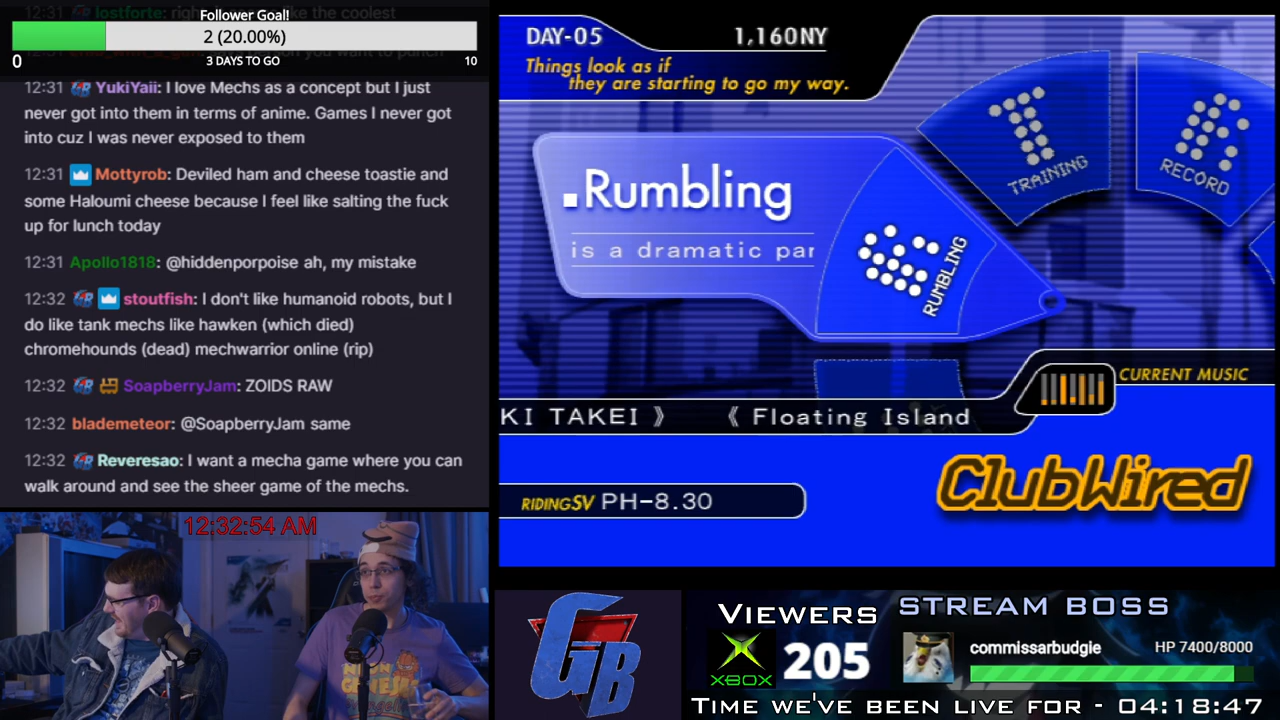 Follower Goal!
2 (20.00%)
0
3 DAYS TO GO
10
12:31 YukiYaii: I love Mechs as a concept but I just
never got into them in terms of anime. Games I never got
into cuz I was never exposed to them
12:31 Mottyrob: Deviled ham and cheese toastie and
some Haloumi cheese because I feel like salting the fuck
up for lunch today
12:31 Apollo1818: @hiddenporpoise ah, my mistake
12:32 stoutfish: I don't like humanoid robots, but I
do like tank mechs like hawken (which died)
chromehounds (dead) mechwarrior online (rip)
12:32 SoapberryJam: ZOIDS RAW
12:32 blademeteor: @SoapberryJam same
12:32 Reveresao: I want a mecha game where you can
walk around and see the sheer game of the mechs.
12:32:54 AM
DAY-05
1,160NY
Things look as if
they are starting to go my way.
T
TRAINING
R
RECORD
Rumbling
is a dramatic par
RUMBLING
CURRENT MUSIC
KI TAKEI 》 《 Floating Island
ClubWired
RIDINGSV PH-8.30
GB
VIEWERS
XBOX
205
STREAM BOSS
commissarbudgie
HP 7400/8000
TIME WE'VE BEEN LIVE FOR - 04:18:47